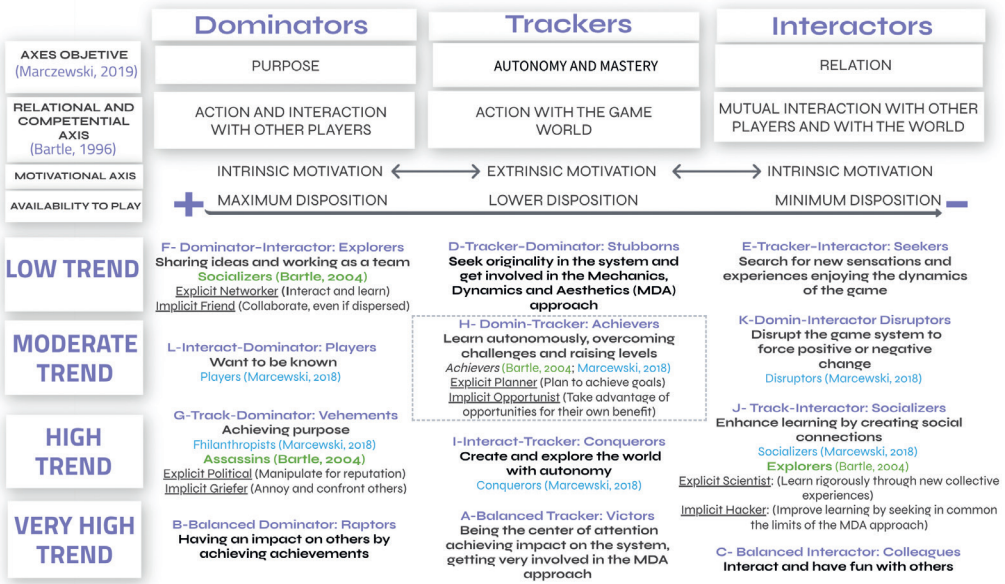 Dominators
Trackers
Interactors
AXES OBJETIVE
(Marczewski, 2019)
PURPOSE
AUTONOMY AND MASTERY
RELATION
RELATIONAL AND
COMPETENTIAL
AXIS
(Bartle, 1996)
ACTION AND INTERACTION
WITH OTHER PLAYERS
ACTION WITH THE GAME
WORLD
MUTUAL INTERACTION WITH OTHER
PLAYERS AND WITH THE WORLD
MOTIVATIONAL AXIS
INTRINSIC MOTIVATION
EXTRINSIC MOTIVATION
INTRINSIC MOTIVATION
AVAILABILITY TO PLAY
+
MAXIMUM DISPOSITION
LOWER DISPOSITION
MINIMUM DISPOSITION
−
LOW TREND
F- Dominator-Interactor: Explorers
Sharing ideas and working as a team
Socializers (Bartle, 2004)
Explicit Networker (Interact and learn)
Implicit Friend (Collaborate, even if dispersed)
D-Tracker-Dominator: Stubborns
Seek originality in the system and
get involved in the Mechanics,
Dynamics and Aesthetics (MDA)
approach
E-Tracker-Interactor: Seekers
Search for new sensations and
experiences enjoying the dynamics
of the game
MODERATE
TREND
L-Interact-Dominator: Players
Want to be known
Players (Marcewski, 2018)
H- Domin-Tracker: Achievers
Learn autonomously, overcoming
challenges and raising levels
Achievers (Bartle, 2004; Marcewski, 2018)
Explicit Planner (Plan to achieve goals)
Implicit Opportunist (Take advantage of
opportunities for their own benefit)
K-Domin-Interactor Disruptors
Disrupt the game system to
force positive or negative
change
Disruptors (Marcewski, 2018)
HIGH
TREND
G-Track-Dominator: Vehements
Achieving purpose
Fhilanthropists (Marcewski, 2018)
Assassins (Bartle, 2004)
Explicit Political (Manipulate for reputation)
Implicit Griefer (Annoy and confront others)
I-Interact-Tracker: Conquerors
Create and explore the world
with autonomy
Conquerors (Marcewski, 2018)
J- Track-Interactor: Socializers
Enhance learning by creating social
connections
Socializers (Marcewski, 2018)
Explorers (Bartle, 2004)
Explicit Scientist: (Learn rigorously through new collective
experiences)
Implicit Hacker: (Improve learning by seeking in common
the limits of the MDA approach)
VERY HIGH
TREND
B-Balanced Dominator: Raptors
Having an impact on others by
achieving achievements
A-Balanced Tracker: Victors
Being the center of attention
achieving impact on the system,
getting very involved in the MDA
approach
C- Balanced Interactor: Colleagues
Interact and have fun with others